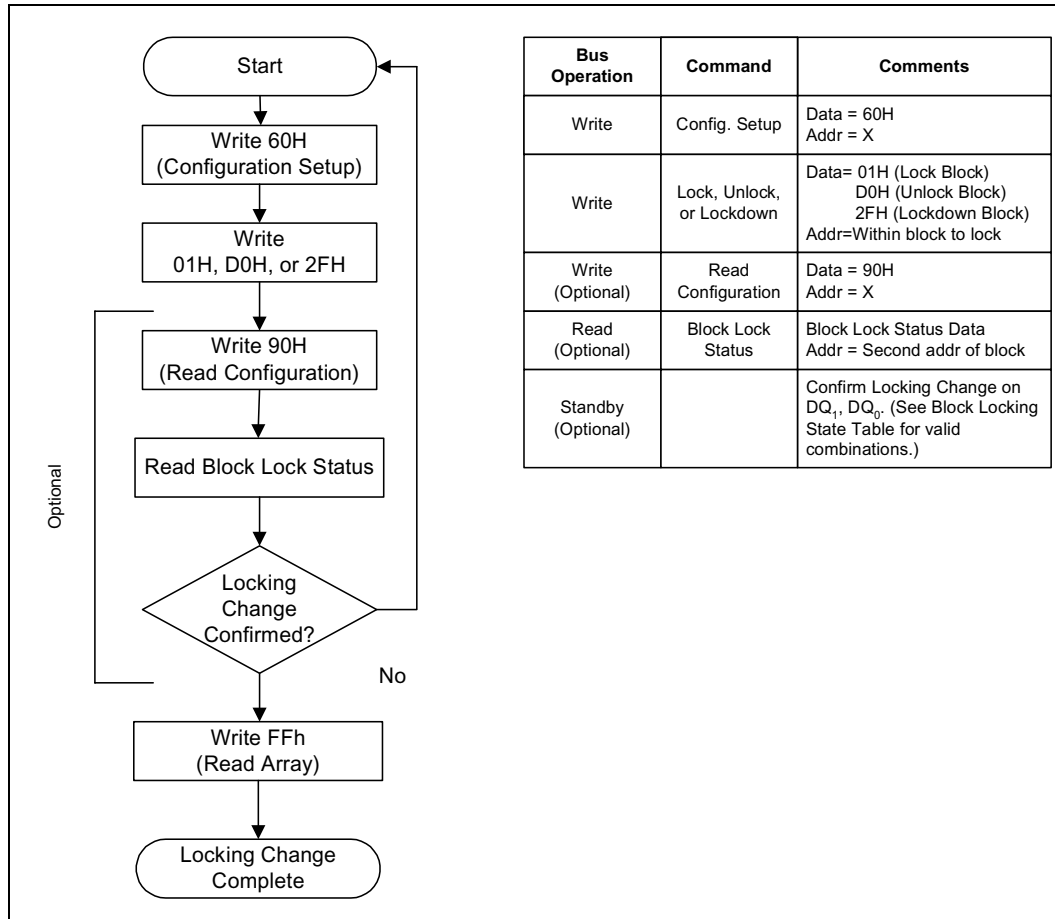 Start
Write 60H
(Configuration Setup)
Write
01H, D0H, or 2FH
Write 90H
(Read Configuration)
Read Block Lock Status
Optional
Locking
Change
Confirmed?
No
Write FFh
(Read Array)
Locking Change
Complete
Bus
Operation
Command
Comments
Write
Config. Setup
Data = 60H
Addr = X
Write
Lock, Unlock,
or Lockdown
Data= 01H (Lock Block)
D0H (Unlock Block)
2FH (Lockdown Block)
Addr=Within block to lock
Write
(Optional)
Read
Configuration
Data = 90H
Addr = X
Read
(Optional)
Block Lock
Status
Block Lock Status Data
Addr = Second addr of block
Standby
(Optional)
Confirm Locking Change on
DQ₁, DQ₀. (See Block Locking
State Table for valid
combinations.)